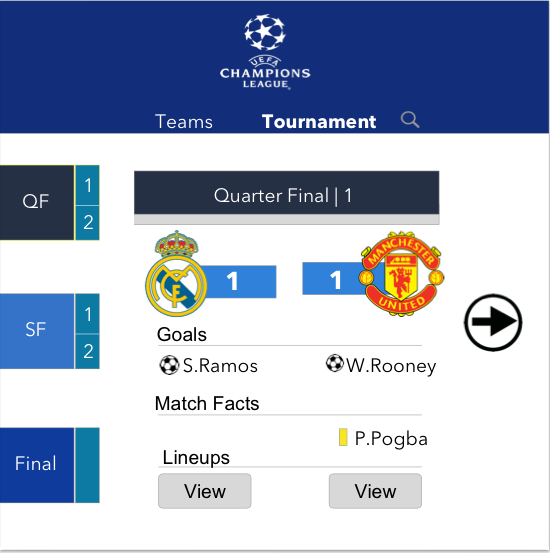 UEFA
CHAMPIONS
LEAGUE
Teams Tournament
QF 1 2
Quarter Final | 1
1 1
MANCHESTER
UNITED
SF 1 2
Goals
S.Ramos W.Rooney
Match Facts
P.Pogba
Final
Lineups
View View